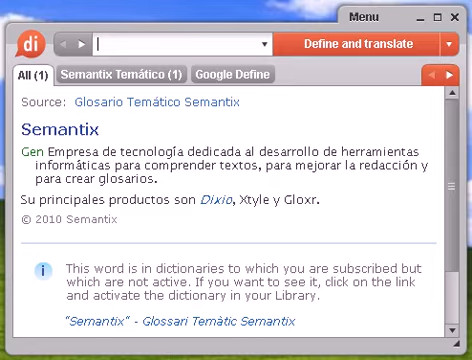 Menu
di
Define and translate
All (1)
Semantix Temático (1)
Google Define
Source: Glosario Temático Semantix
Semantix
Gen Empresa de tecnología dedicada al desarrollo de herramientas
informáticas para comprender textos, para mejorar la redacción y
para crear glosarios.
Su principales productos son Dixio, Xtyle y Gloxr.
© 2010 Semantix
i
This word is in dictionaries to which you are subscribed but
which are not active. If you want to see it, click on the link
and activate the dictionary in your Library.
"Semantix" - Glossari Temàtic Semantix